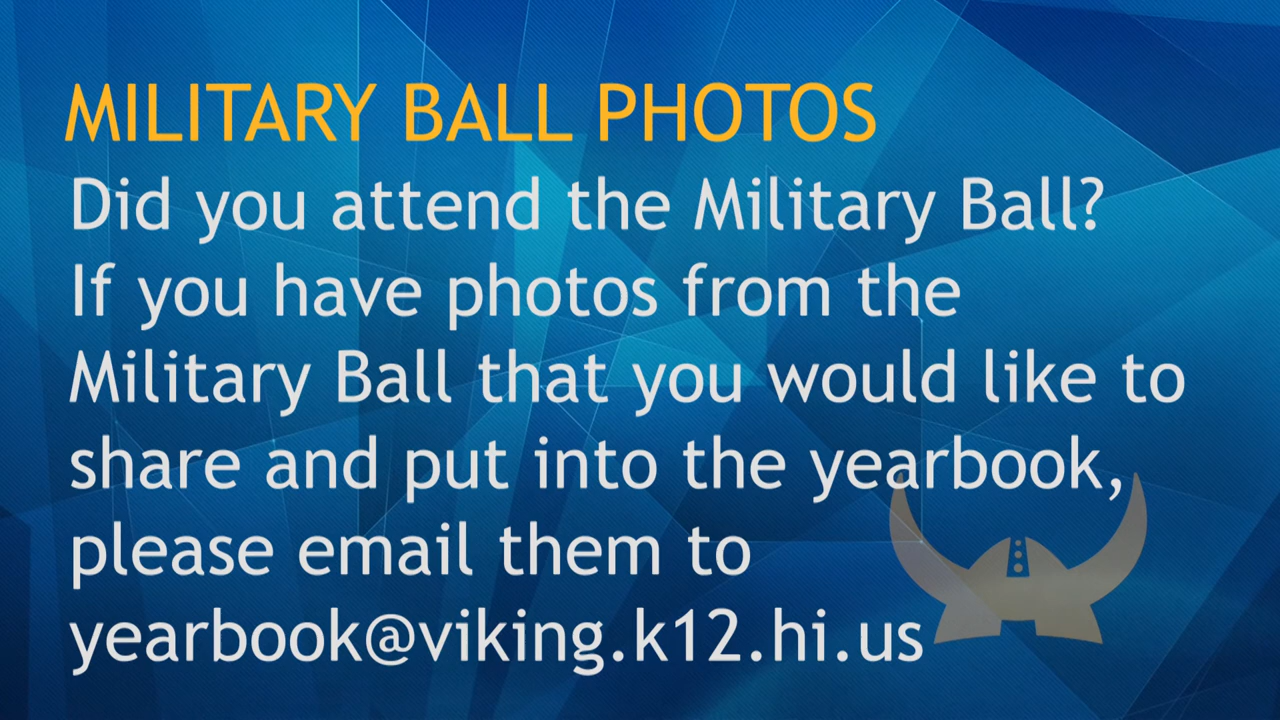 MILITARY BALL PHOTOS
Did you attend the Military Ball?
If you have photos from the
Military Ball that you would like to
share and put into the yearbook,
please email them to
yearbook@viking.k12.hi.us